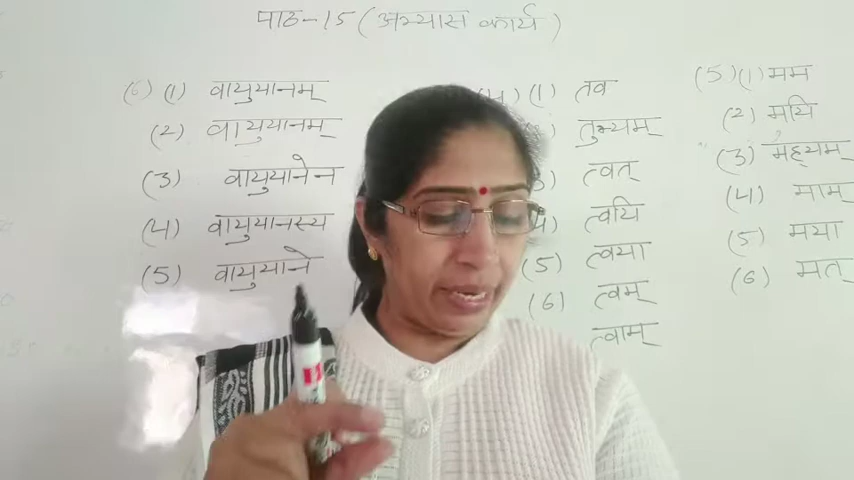 पाठ-15 (अभ्यास कार्य)
(6) (1) वायुयानम्
(2) वायुयानम्
(3) वायुयानेन
(4) वायुयानस्य
(5) वायुयाने
(1) तव
तुभ्यम्
त्वत्
त्वयि
(5) त्वया
(6) त्वम्
त्वाम्
(5) (1) मम
(2) मयि
(3) मह्यम्
(4) माम्
(5) मया
(6) मत्